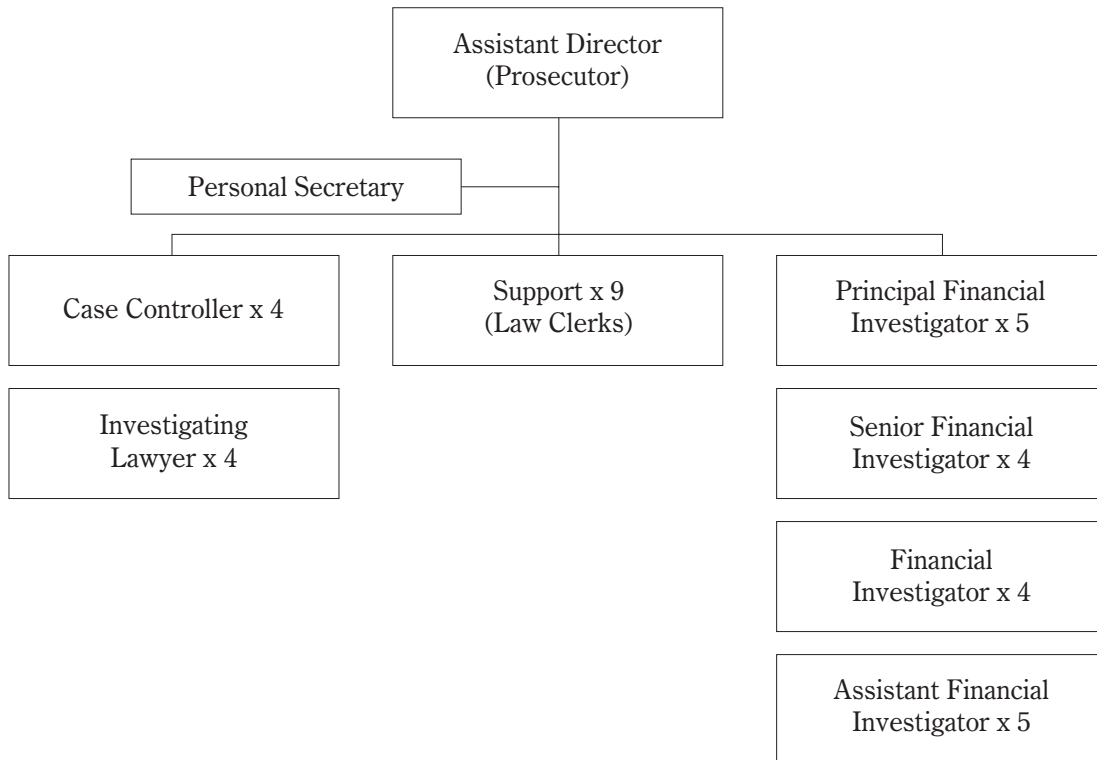 Assistant Director
(Prosecutor)
Personal Secretary
Case Controller x 4
Support x 9
(Law Clerks)
Principal Financial
Investigator x 5
Investigating
Lawyer x 4
Senior Financial
Investigator x 4
Financial
Investigator x 4
Assistant Financial
Investigator x 5